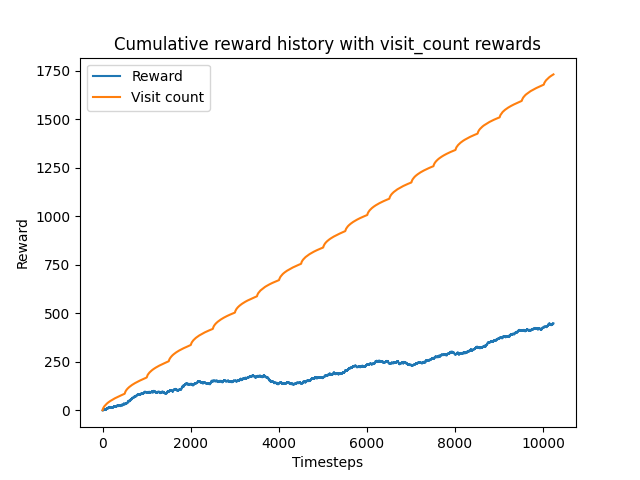 Cumulative reward history with visit_count rewards
Reward
Visit count
1750
1500
1250
1000
750
500
250
0
Reward
0 2000 4000 6000 8000 10000
Timesteps